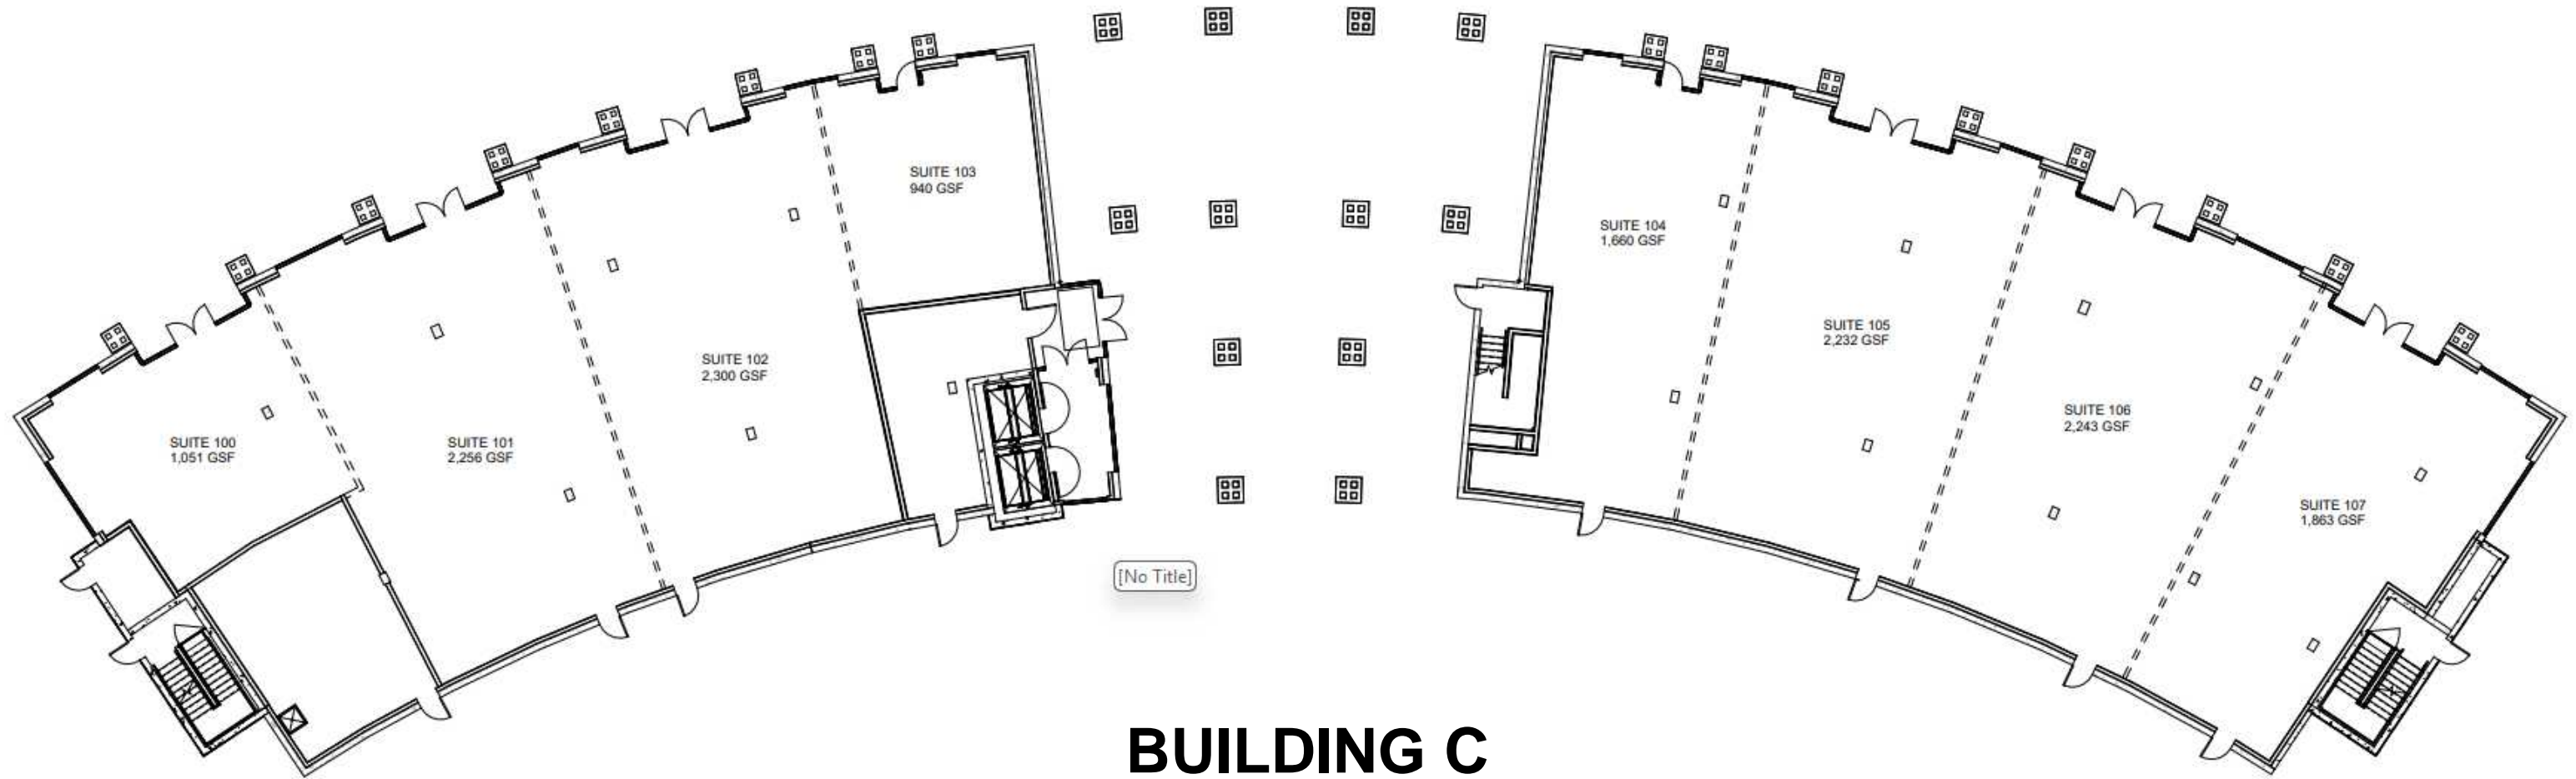 SUITE 100
1,051 GSF
SUITE 101
2,256 GSF
SUITE 102
2,300 GSF
SUITE 103
940 GSF
SUITE 104
1,660 GSF
SUITE 105
2,232 GSF
SUITE 106
2,243 GSF
SUITE 107
1,863 GSF
[No Title]
BUILDING C